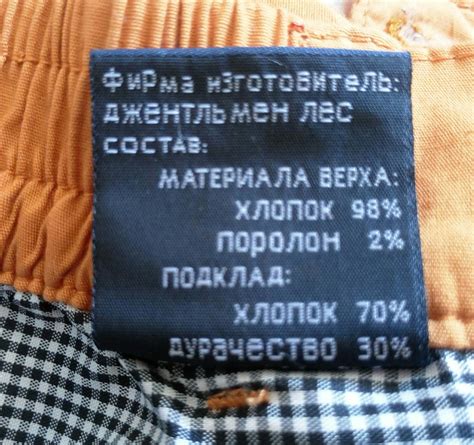 фирма изготовитель:
джентльмен лес
состав:
МАТЕРИАЛА ВЕРХА:
ХЛОПОК 98%
ПОРОЛОН 2%
ПОДКЛАД:
ХЛОПОК 70%
ДУРАЧЕСТВО 30%